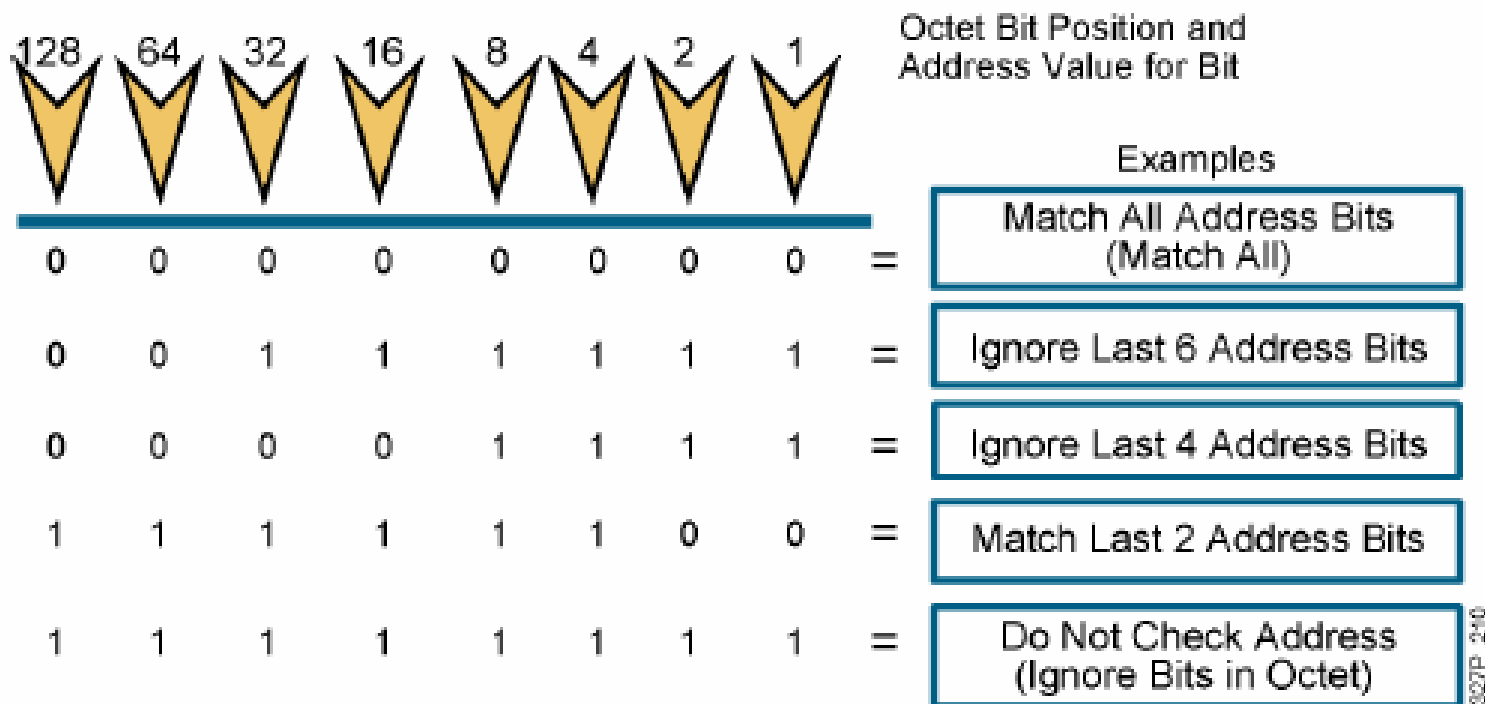 128 64 32 16 8 4 2 1
Octet Bit Position and
Address Value for Bit
Examples
0 0 0 0 0 0 0 0 =
Match All Address Bits
(Match All)
0 0 1 1 1 1 1 1 = Ignore Last 6 Address Bits
0 0 0 0 1 1 1 1 = Ignore Last 4 Address Bits
1 1 1 1 1 1 0 0 = Match Last 2 Address Bits
1 1 1 1 1 1 1 1 =
Do Not Check Address
(Ignore Bits in Octet)
327P_210